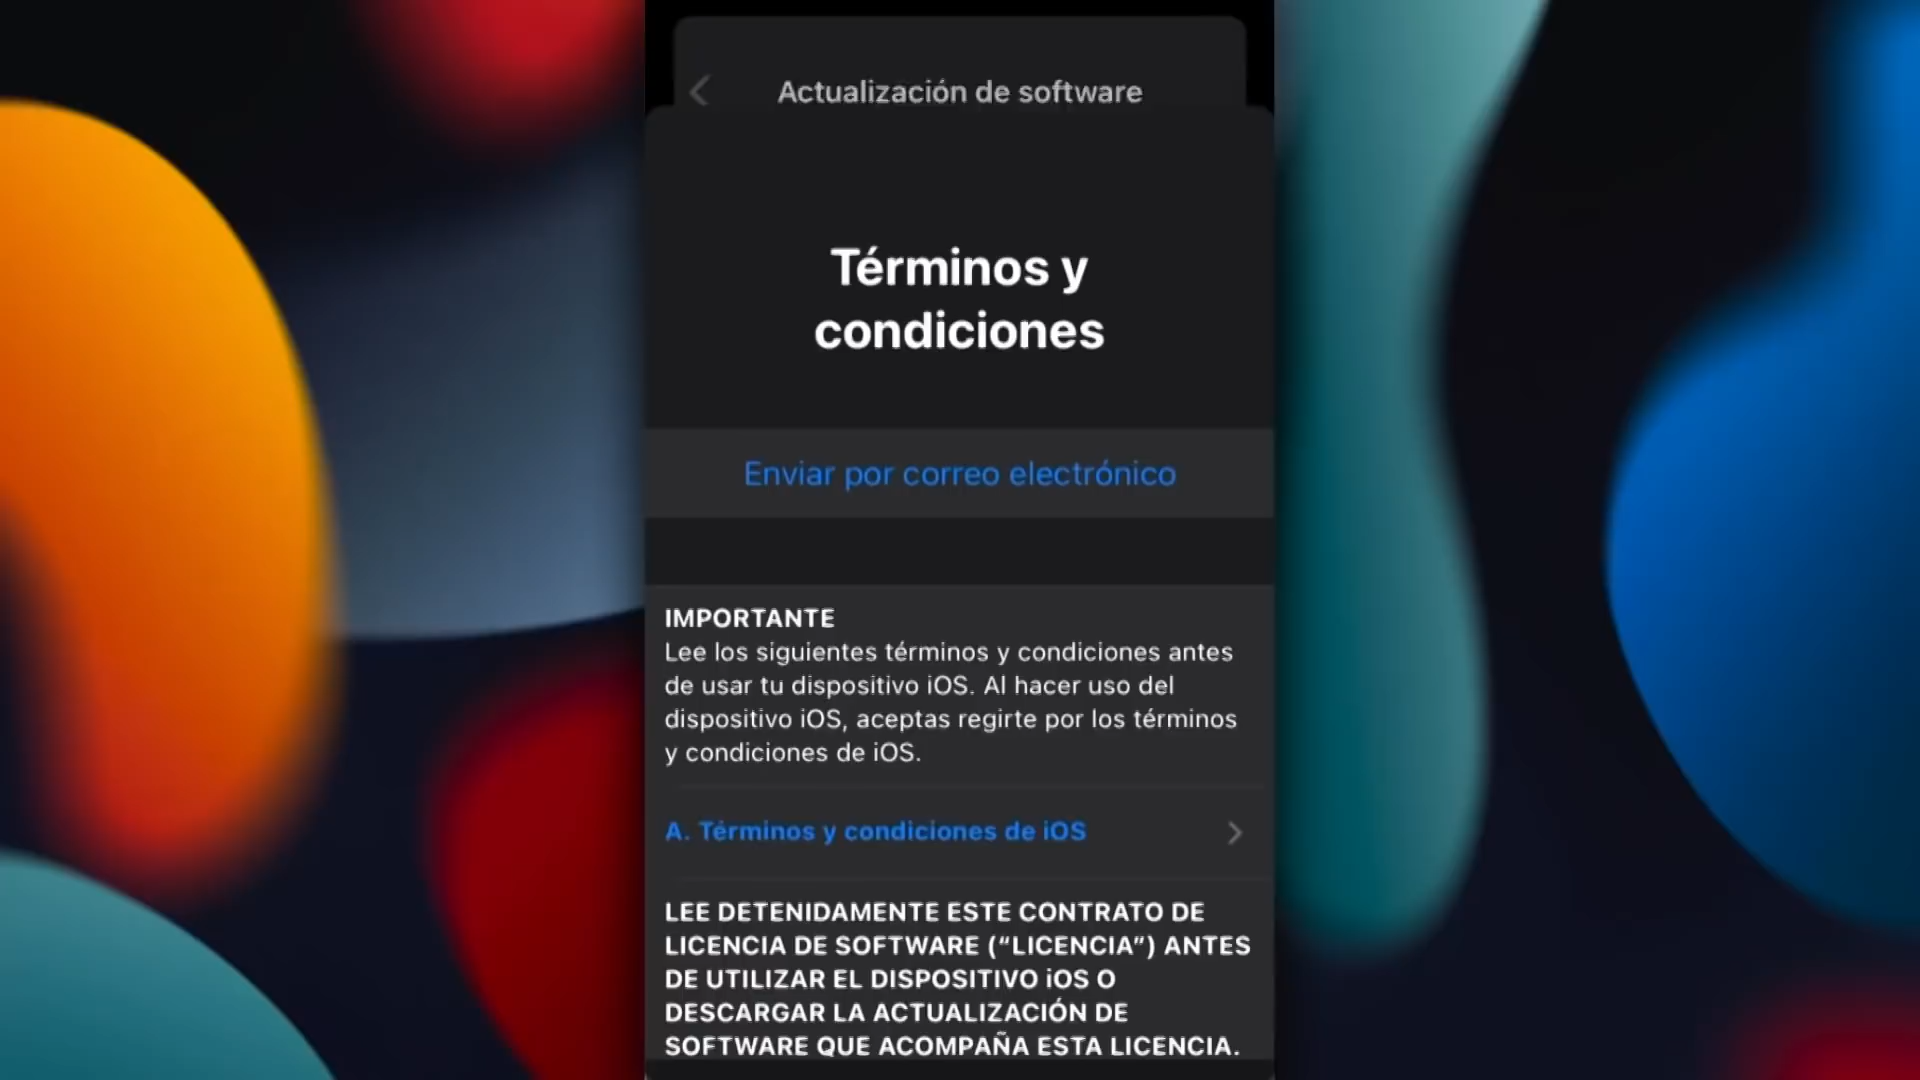 Actualización de software
Términos y
condiciones
Enviar por correo electrónico
IMPORTANTE
Lee los siguientes términos y condiciones antes
de usar tu dispositivo iOS. Al hacer uso del
dispositivo iOS, aceptas regirte por los términos
y condiciones de iOS.
A. Términos y condiciones de iOS
LEE DETENIDAMENTE ESTE CONTRATO DE
LICENCIA DE SOFTWARE (“LICENCIA”) ANTES
DE UTILIZAR EL DISPOSITIVO iOS O
DESCARGAR LA ACTUALIZACIÓN DE
SOFTWARE QUE ACOMPAÑA ESTA LICENCIA.